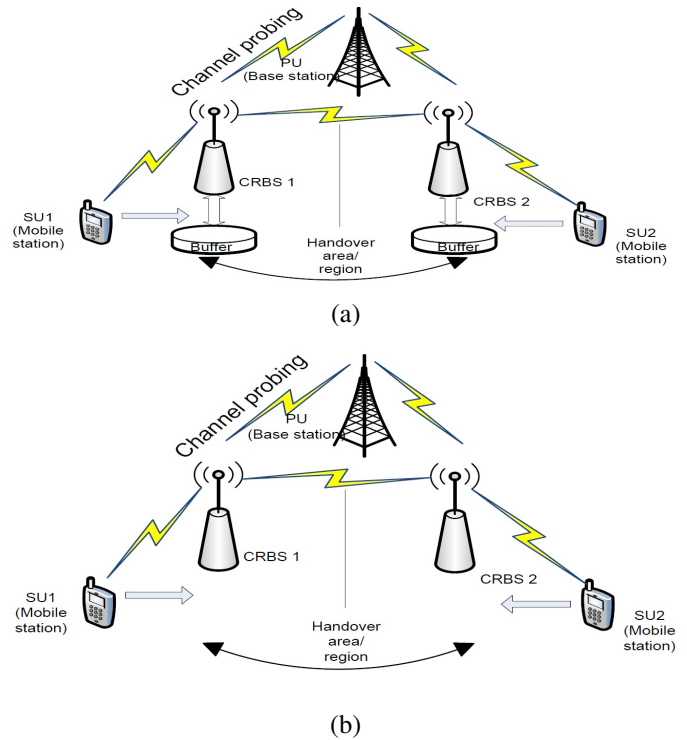 Channel probing
PU
(Base station)
CRBS 1
CRBS 2
SU1
(Mobile
station)
Buffer
Handover
area/
region
Buffer
SU2
(Mobile
station)
(a)
Channel probing
PU
(Base station)
CRBS 1
CRBS 2
SU1
(Mobile
station)
Handover
area/
region
SU2
(Mobile
station)
(b)